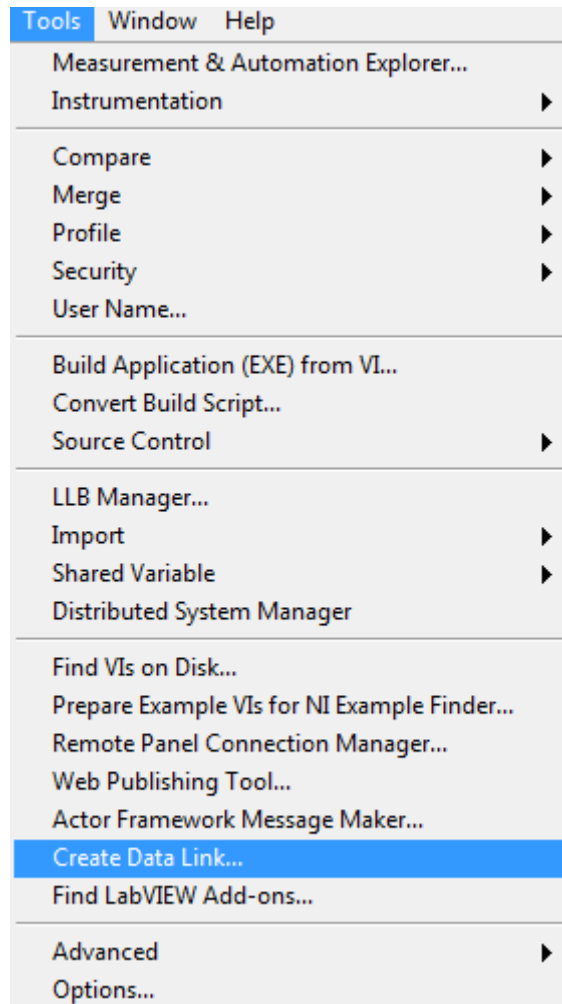 Tools Window Help
Measurement & Automation Explorer...
Instrumentation
Compare
Merge
Profile
Security
User Name...
Build Application (EXE) from VI...
Convert Build Script...
Source Control
LLB Manager...
Import
Shared Variable
Distributed System Manager
Find VIs on Disk...
Prepare Example VIs for NI Example Finder...
Remote Panel Connection Manager...
Web Publishing Tool...
Actor Framework Message Maker...
Create Data Link...
Find LabVIEW Add-ons...
Advanced
Options...